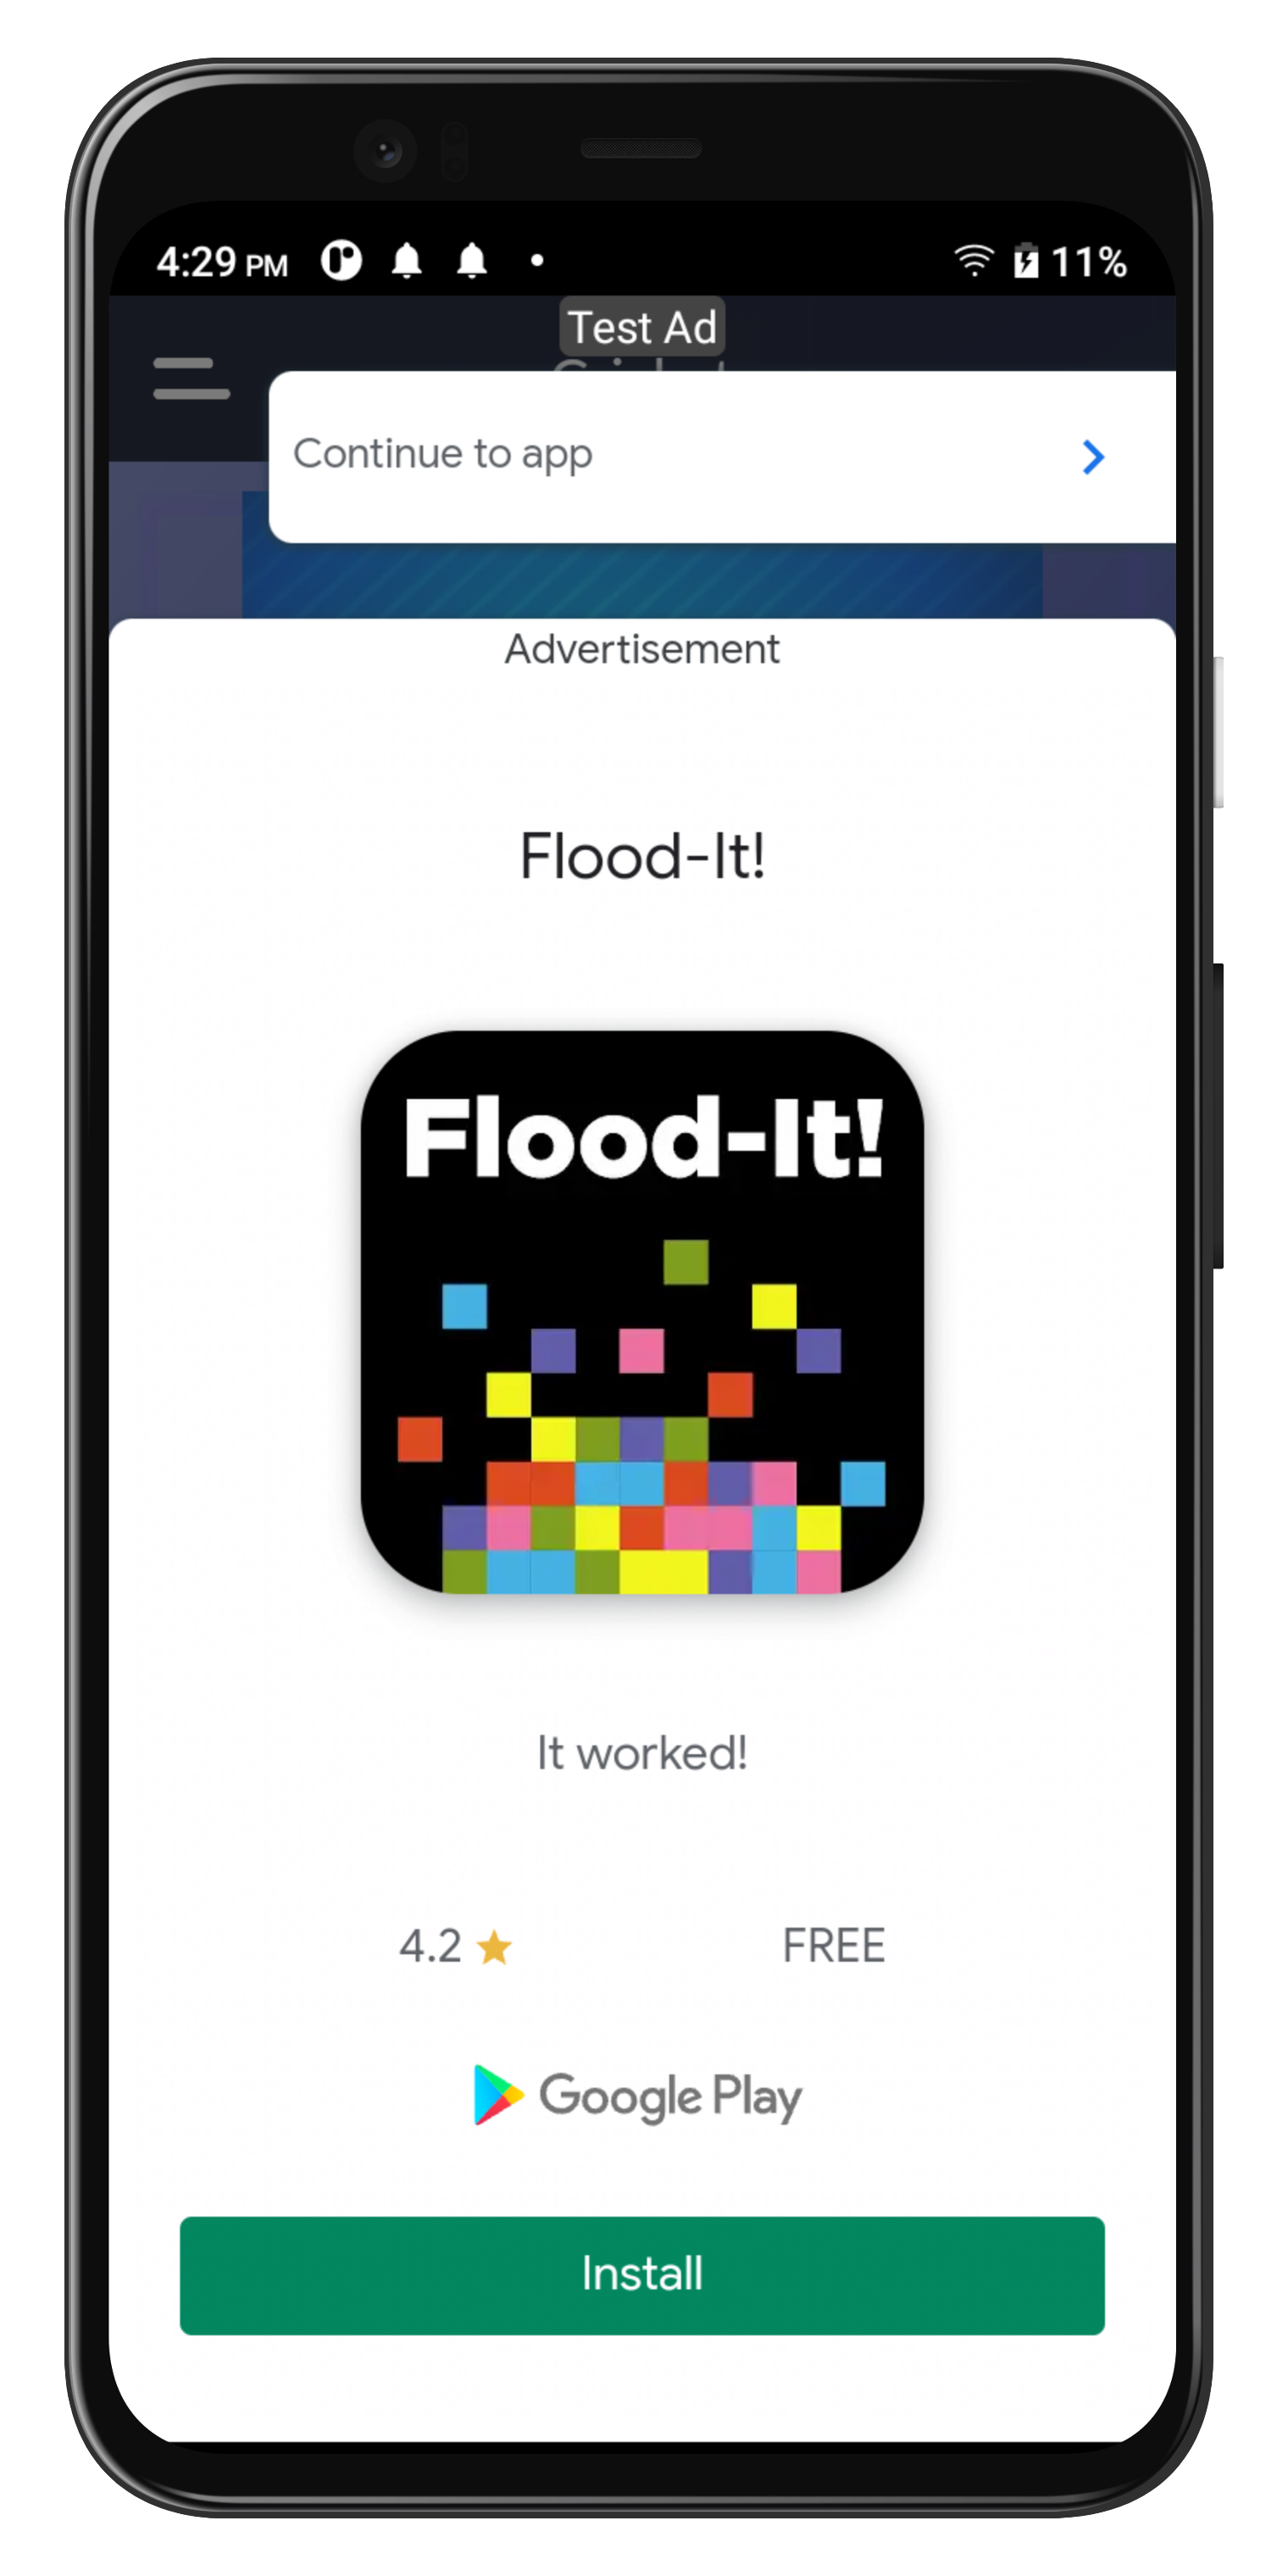 4:29 PM
11%
Test Ad
Continue to app
Advertisement
Flood-It!
Flood-It!
It worked!
4.2 ★ FREE
Google Play
Install